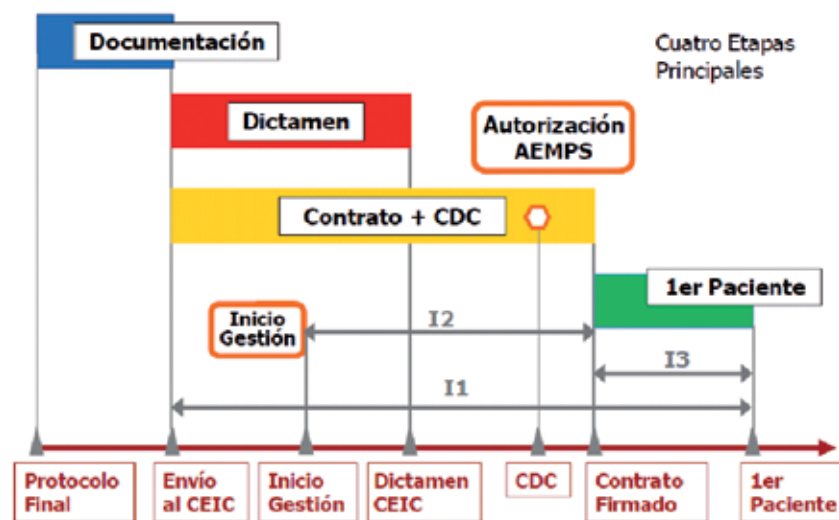 Documentación
Cuatro Etapas
Principales
Dictamen
Autorización
AEMPS
Contrato + CDC
1er Paciente
Inicio
Gestión
I2
I3
I1
Protocolo
Final
Envío
al CEIC
Inicio
Gestión
Dictamen
CEIC
CDC
Contrato
Firmado
1er
Paciente